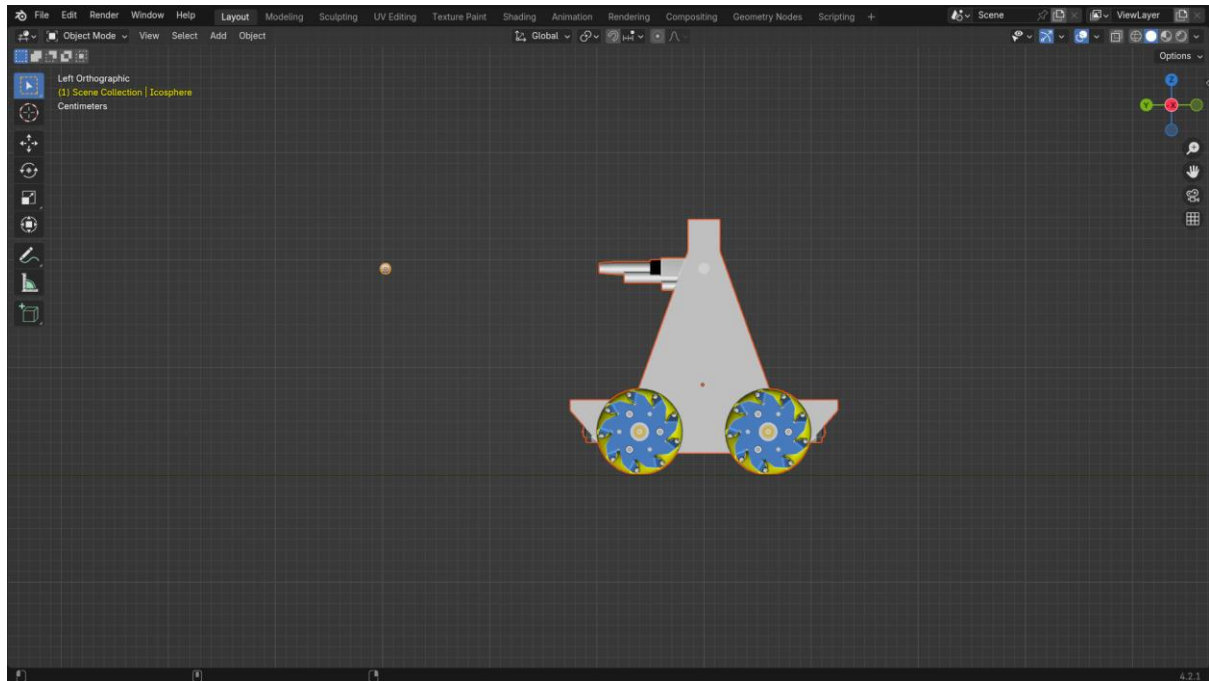 File Edit Render Window Help Layout Modeling Sculpting UV Editing Texture Paint Shading Animation Rendering Compositing Geometry Nodes Scripting + Scene ViewLayer
Object Mode View Select Add Object Global
Options
Left Orthographic
(1) Scene Collection | Icosphere
Centimeters
Z
Y
-X
4.2.1